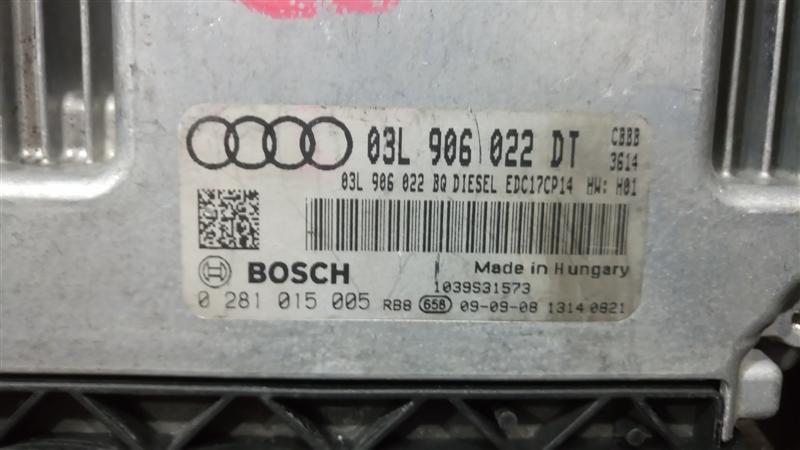 03L 906 022 DT CBBB
3614
03L 906 022 BQ DIESEL EDC17CP14 HW: H01
BOSCH Made in Hungary
1039S31573
0 281 015 005 RB8 658 09-09-08 1314 0821